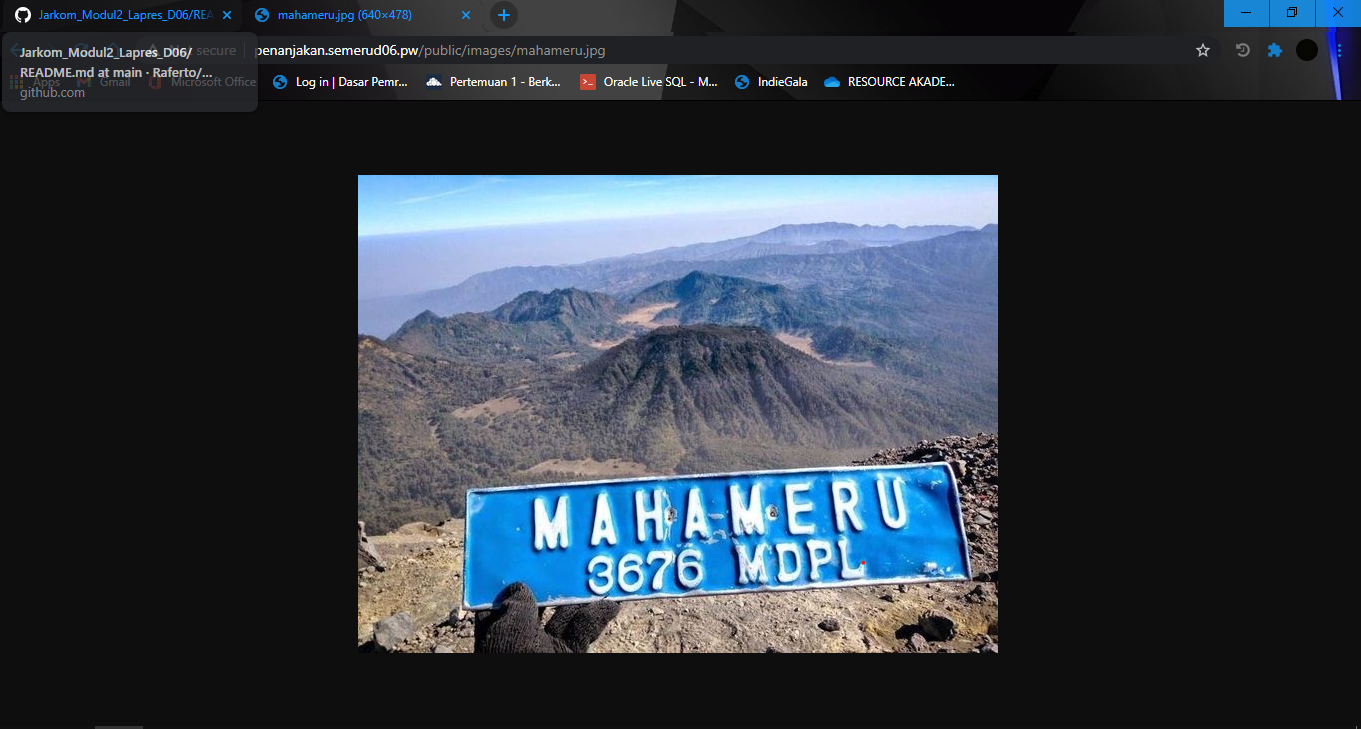 Jarkom_Modul2_Lapres_D06/REA
mahameru.jpg (640×478)
Jarkom_Modul2_Lapres_D06/
README.md at main · Raferto/...
github.com
secure
penanjakan.semerud06.pw/public/images/mahameru.jpg
Apps
Gmail
Microsoft Office
Log in | Dasar Pemr...
Pertemuan 1 - Berk...
Oracle Live SQL - M...
IndieGala
RESOURCE AKADE...
MAHAMERU
3676 MDPL